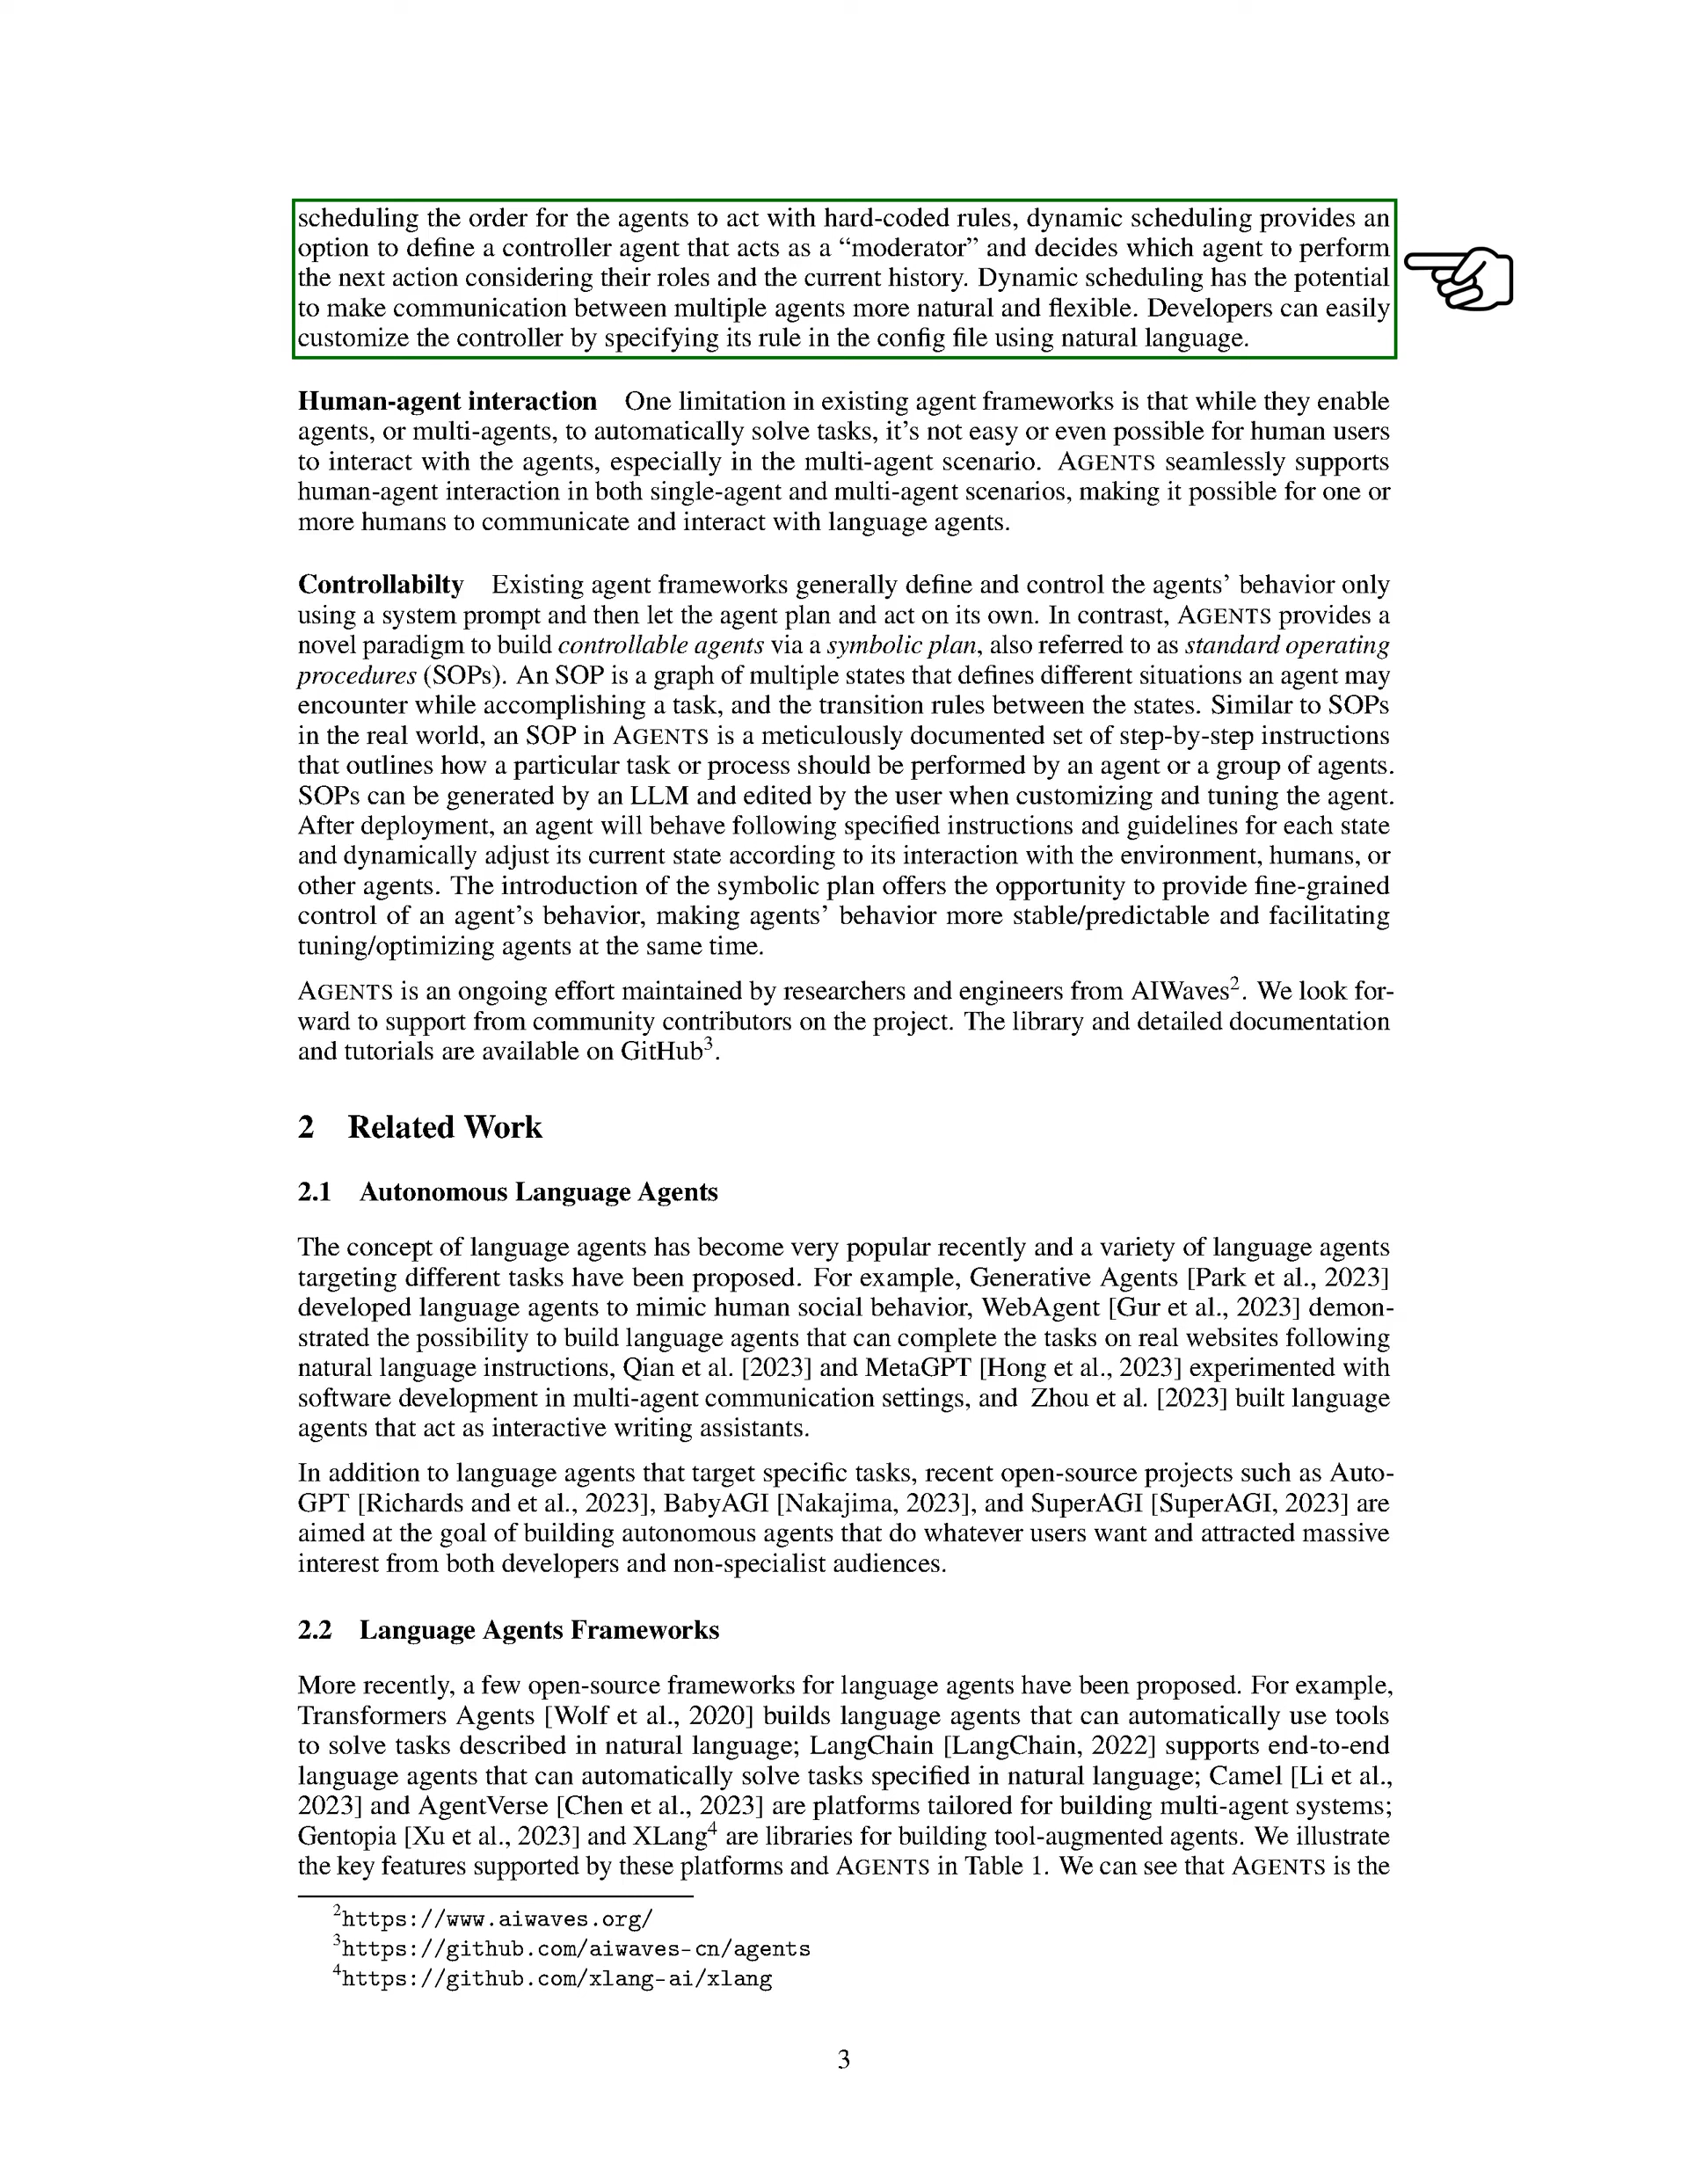 scheduling the order for the agents to act with hard-coded rules, dynamic scheduling provides an
option to define a controller agent that acts as a “moderator” and decides which agent to perform
the next action considering their roles and the current history. Dynamic scheduling has the potential
to make communication between multiple agents more natural and flexible. Developers can easily
customize the controller by specifying its rule in the config file using natural language.
Human-agent interaction One limitation in existing agent frameworks is that while they enable
agents, or multi-agents, to automatically solve tasks, it’s not easy or even possible for human users
to interact with the agents, especially in the multi-agent scenario. AGENTS seamlessly supports
human-agent interaction in both single-agent and multi-agent scenarios, making it possible for one or
more humans to communicate and interact with language agents.
Controllabilty Existing agent frameworks generally define and control the agents’ behavior only
using a system prompt and then let the agent plan and act on its own. In contrast, AGENTS provides a
novel paradigm to build controllable agents via a symbolic plan, also referred to as standard operating
procedures (SOPs). An SOP is a graph of multiple states that defines different situations an agent may
encounter while accomplishing a task, and the transition rules between the states. Similar to SOPs
in the real world, an SOP in AGENTS is a meticulously documented set of step-by-step instructions
that outlines how a particular task or process should be performed by an agent or a group of agents.
SOPs can be generated by an LLM and edited by the user when customizing and tuning the agent.
After deployment, an agent will behave following specified instructions and guidelines for each state
and dynamically adjust its current state according to its interaction with the environment, humans, or
other agents. The introduction of the symbolic plan offers the opportunity to provide fine-grained
control of an agent’s behavior, making agents’ behavior more stable/predictable and facilitating
tuning/optimizing agents at the same time.
AGENTS is an ongoing effort maintained by researchers and engineers from AIWaves2. We look for-
ward to support from community contributors on the project. The library and detailed documentation
and tutorials are available on GitHub3.
2 Related Work
2.1 Autonomous Language Agents
The concept of language agents has become very popular recently and a variety of language agents
targeting different tasks have been proposed. For example, Generative Agents [Park et al., 2023]
developed language agents to mimic human social behavior, WebAgent [Gur et al., 2023] demon-
strated the possibility to build language agents that can complete the tasks on real websites following
natural language instructions, Qian et al. [2023] and MetaGPT [Hong et al., 2023] experimented with
software development in multi-agent communication settings, and Zhou et al. [2023] built language
agents that act as interactive writing assistants.
In addition to language agents that target specific tasks, recent open-source projects such as Auto-
GPT [Richards and et al., 2023], BabyAGI [Nakajima, 2023], and SuperAGI [SuperAGI, 2023] are
aimed at the goal of building autonomous agents that do whatever users want and attracted massive
interest from both developers and non-specialist audiences.
2.2 Language Agents Frameworks
More recently, a few open-source frameworks for language agents have been proposed. For example,
Transformers Agents [Wolf et al., 2020] builds language agents that can automatically use tools
to solve tasks described in natural language; LangChain [LangChain, 2022] supports end-to-end
language agents that can automatically solve tasks specified in natural language; Camel [Li et al.,
2023] and AgentVerse [Chen et al., 2023] are platforms tailored for building multi-agent systems;
Gentopia [Xu et al., 2023] and XLang4 are libraries for building tool-augmented agents. We illustrate
the key features supported by these platforms and AGENTS in Table 1. We can see that AGENTS is the
2https://www.aiwaves.org/
3https://github.com/aiwaves-cn/agents
4https://github.com/xlang-ai/xlang
3